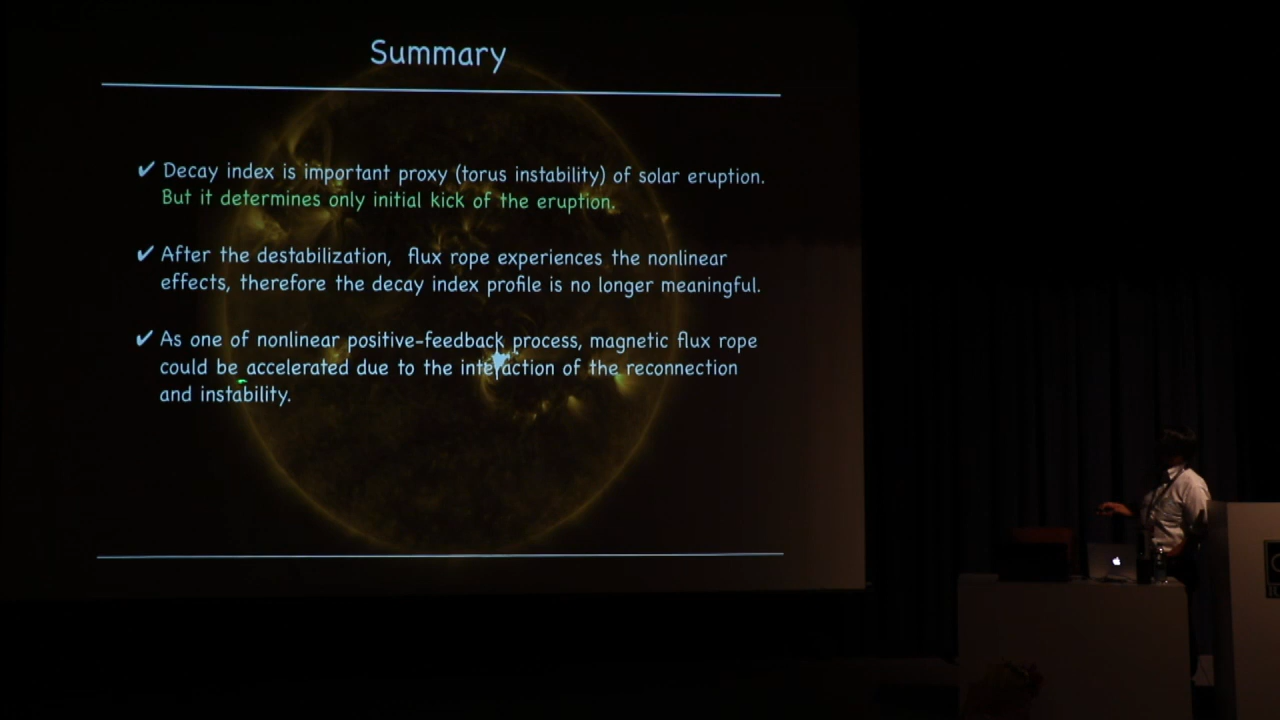 Summary
✔ Decay index is important proxy (torus instability) of solar eruption.
But it determines only initial kick of the eruption.
✔ After the destabilization, flux rope experiences the nonlinear
effects, therefore the decay index profile is no longer meaningful.
✔ As one of nonlinear positive-feedback process, magnetic flux rope
could be accelerated due to the interaction of the reconnection
and instability.